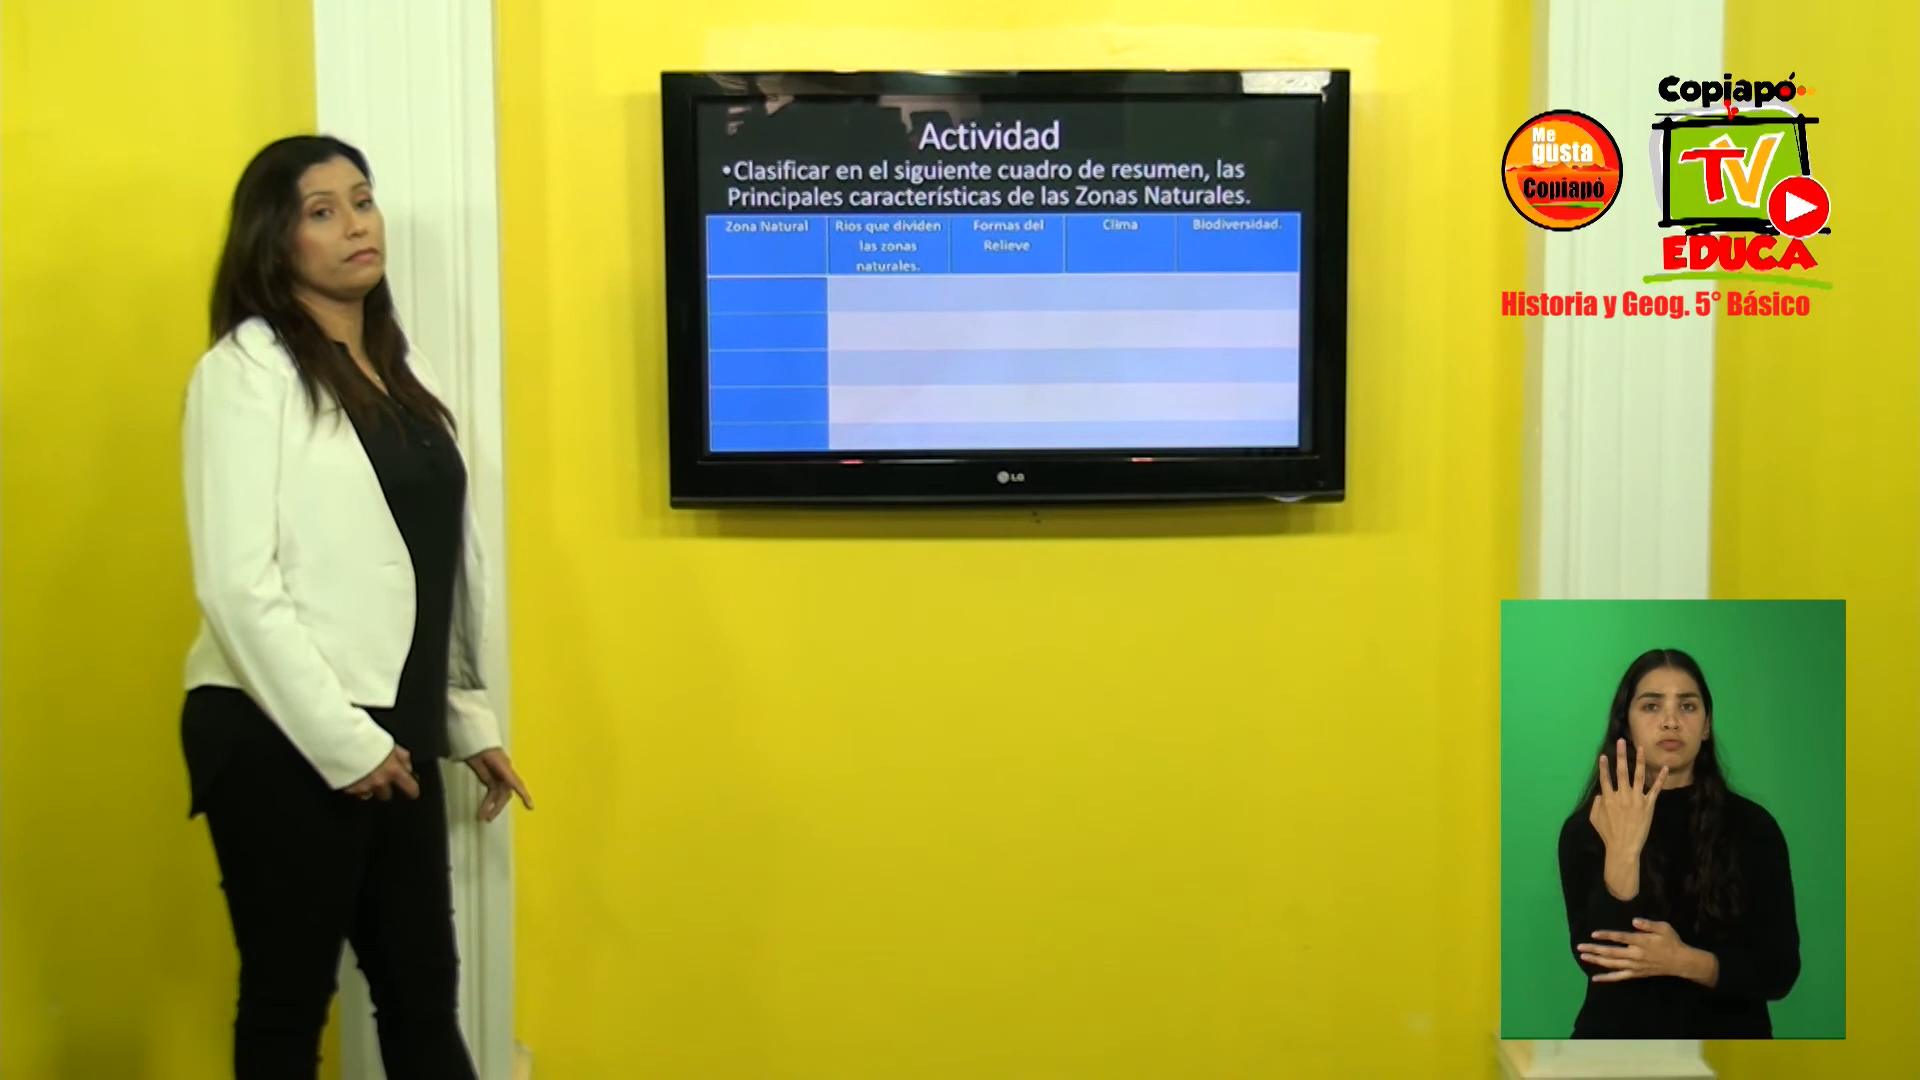 Actividad
•Clasificar en el siguiente cuadro de resumen, las
Principales características de las Zonas Naturales.
Zona Natural
Rios que dividen
las zonas
naturales.
Formas del
Relieve
Clima
Biodiversidad.
LG
Me
gusta
Copiapó
Copiapó
TV
EDUCA
Historia y Geog. 5° Básico